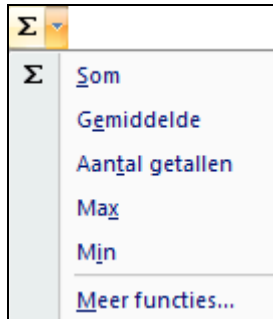 Σ
Σ Som
Gemiddelde
Aantal getallen
Max
Min
Meer functies...